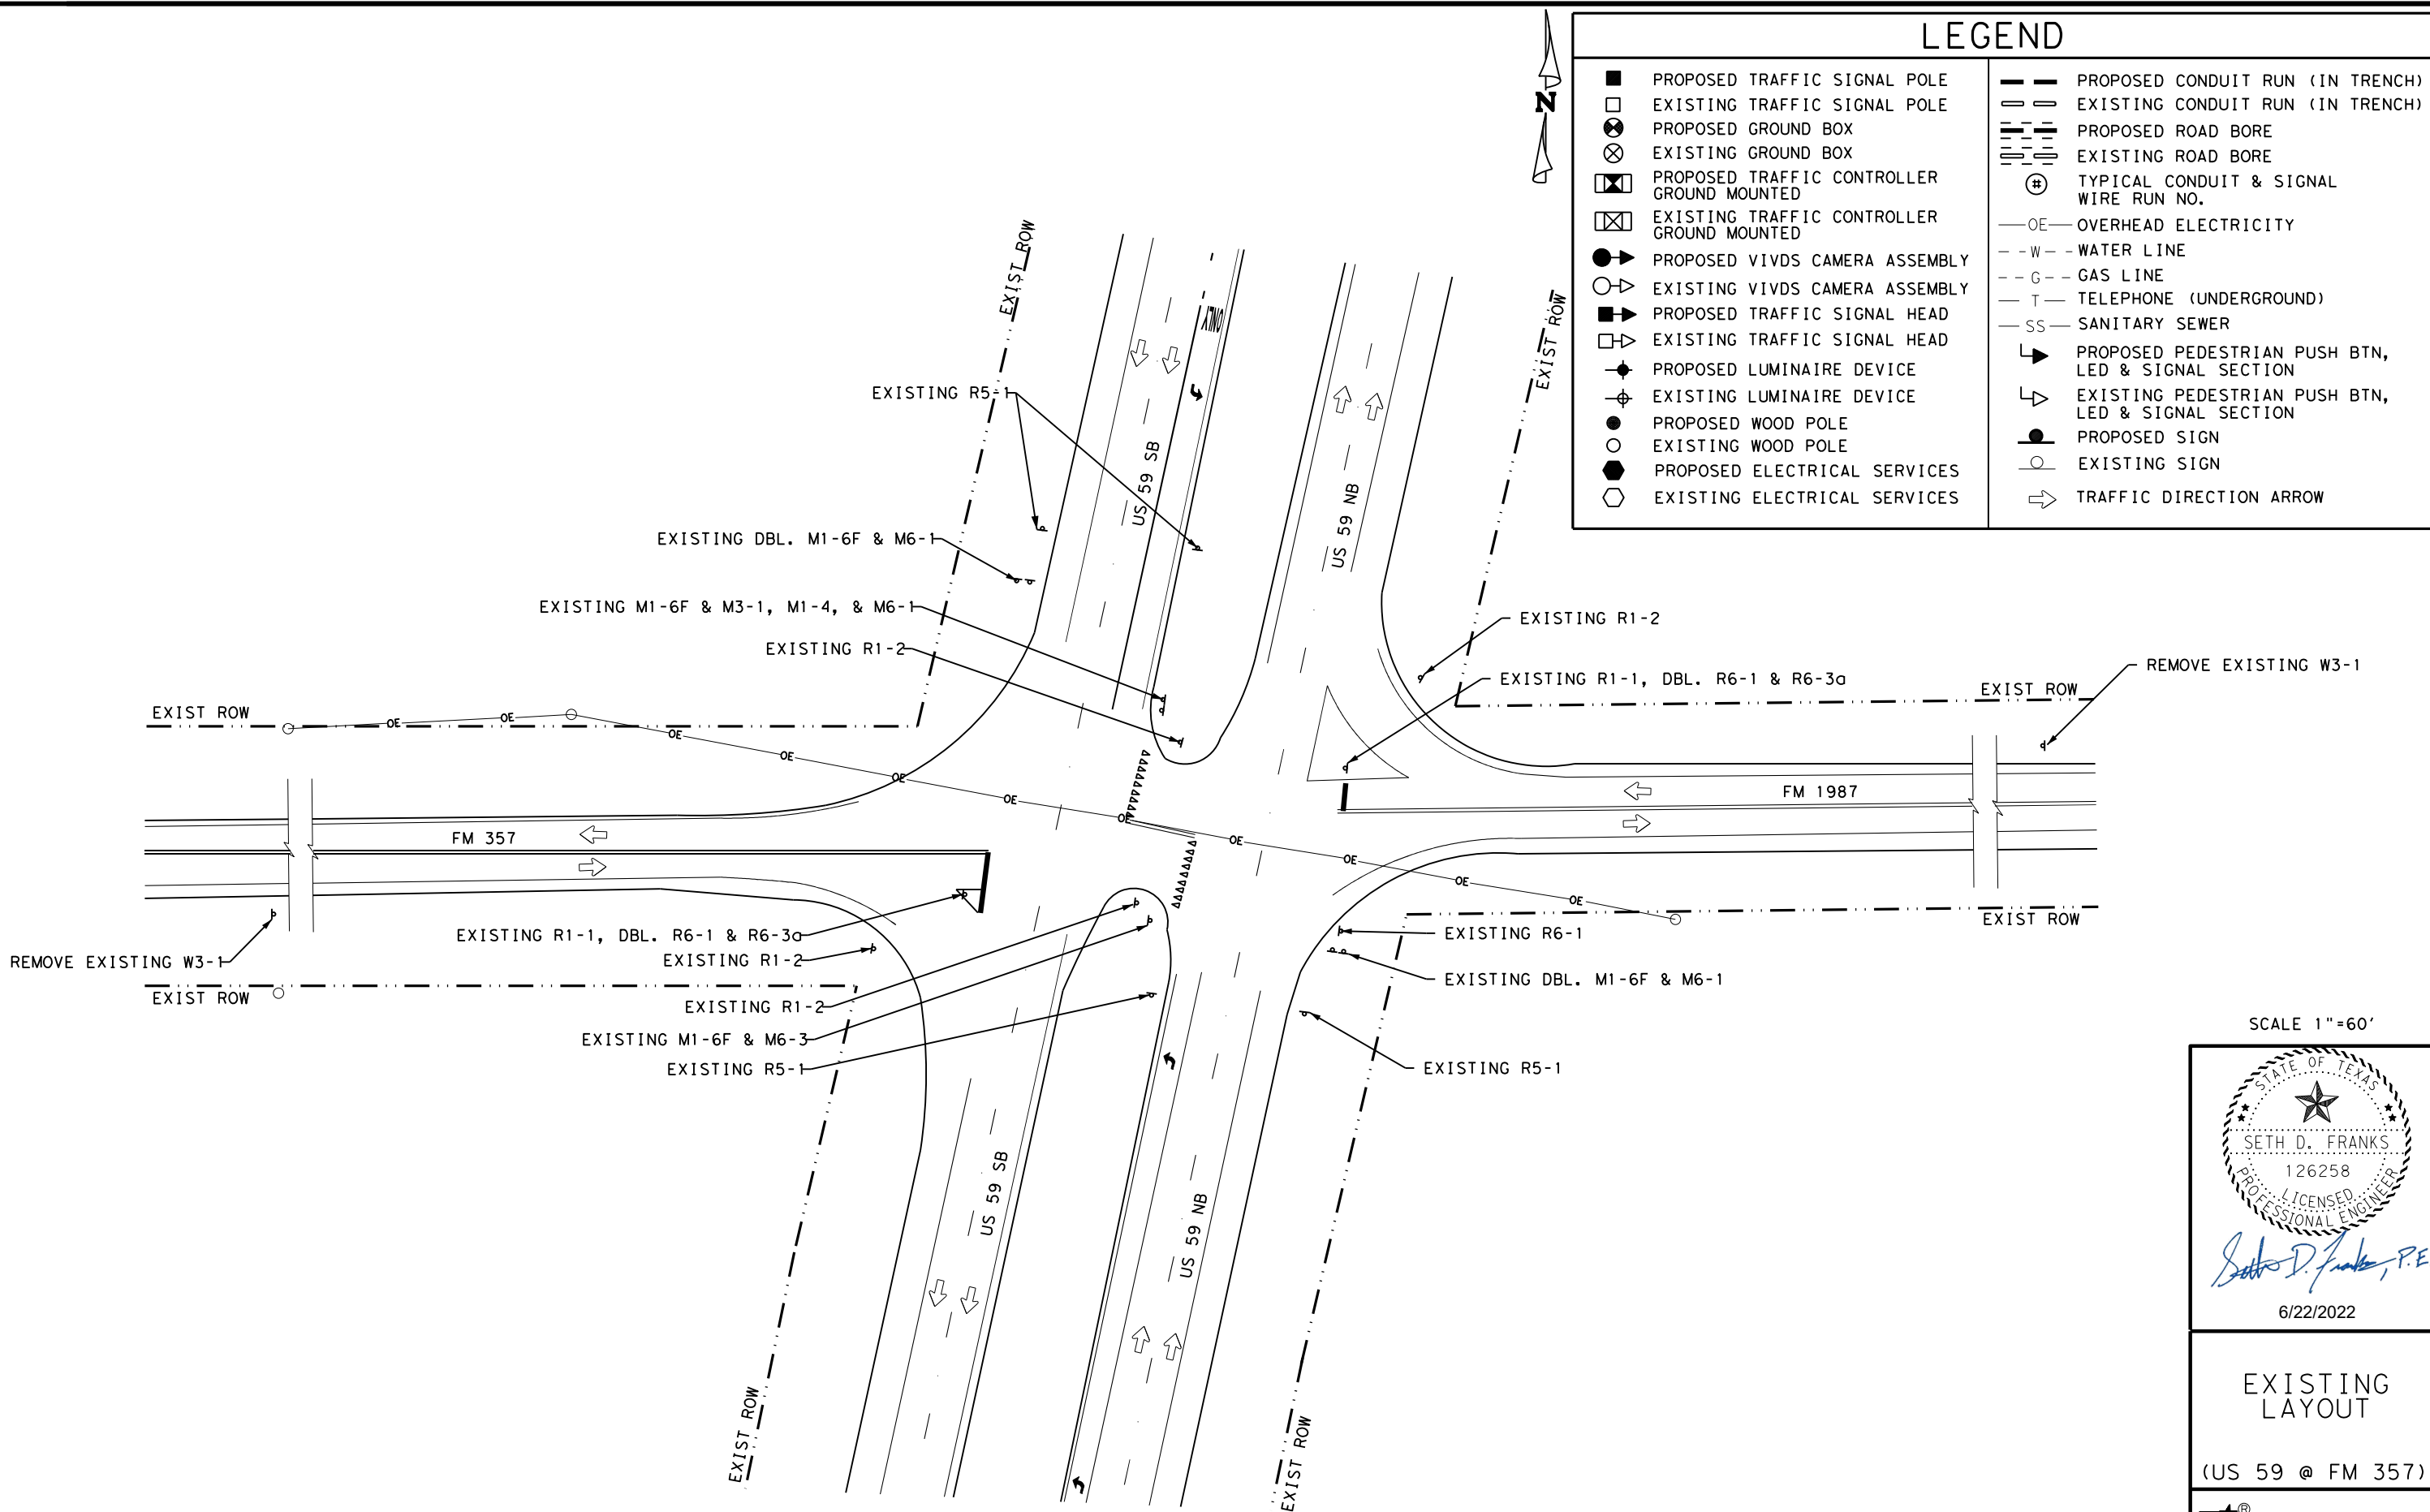 LEGEND
PROPOSED TRAFFIC SIGNAL POLE
EXISTING TRAFFIC SIGNAL POLE
PROPOSED GROUND BOX
EXISTING GROUND BOX
PROPOSED TRAFFIC CONTROLLER
GROUND MOUNTED
EXISTING TRAFFIC CONTROLLER
GROUND MOUNTED
PROPOSED VIVDS CAMERA ASSEMBLY
EXISTING VIVDS CAMERA ASSEMBLY
PROPOSED TRAFFIC SIGNAL HEAD
EXISTING TRAFFIC SIGNAL HEAD
PROPOSED LUMINAIRE DEVICE
EXISTING LUMINAIRE DEVICE
PROPOSED WOOD POLE
EXISTING WOOD POLE
PROPOSED ELECTRICAL SERVICES
EXISTING ELECTRICAL SERVICES
PROPOSED CONDUIT RUN (IN TRENCH)
EXISTING CONDUIT RUN (IN TRENCH)
PROPOSED ROAD BORE
EXISTING ROAD BORE
# TYPICAL CONDUIT & SIGNAL
WIRE RUN NO.
OE OVERHEAD ELECTRICITY
W WATER LINE
G GAS LINE
T TELEPHONE (UNDERGROUND)
SS SANITARY SEWER
PROPOSED PEDESTRIAN PUSH BTN,
LED & SIGNAL SECTION
EXISTING PEDESTRIAN PUSH BTN,
LED & SIGNAL SECTION
PROPOSED SIGN
EXISTING SIGN
TRAFFIC DIRECTION ARROW
N
EXIST ROW
EXIST ROW
ONLY
EXISTING R5-1
US 59 SB
US 59 NB
EXISTING DBL. M1-6F & M6-1
EXISTING M1-6F & M3-1, M1-4, & M6-1
EXISTING R1-2
EXISTING R1-2
EXISTING R1-1, DBL. R6-1 & R6-3a
REMOVE EXISTING W3-1
EXIST ROW
EXIST ROW
OE
OE
OE
OE
OE
OE
OE
OE
OE
OE
OE
FM 1987
FM 357
EXIST ROW
EXISTING R1-1, DBL. R6-1 & R6-3a
EXISTING R1-2
REMOVE EXISTING W3-1
EXIST ROW
EXISTING R1-2
EXISTING M1-6F & M6-3
EXISTING R5-1
EXISTING R6-1
EXISTING DBL. M1-6F & M6-1
EXISTING R5-1
US 59 SB
US 59 NB
EXIST ROW
EXIST ROW
SCALE 1"=60'
STATE OF TEXAS
SETH D. FRANKS
126258
LICENSED
PROFESSIONAL ENGINEER
Seth D. Franks, P.E
6/22/2022
EXISTING
LAYOUT
(US 59 @ FM 357)
®